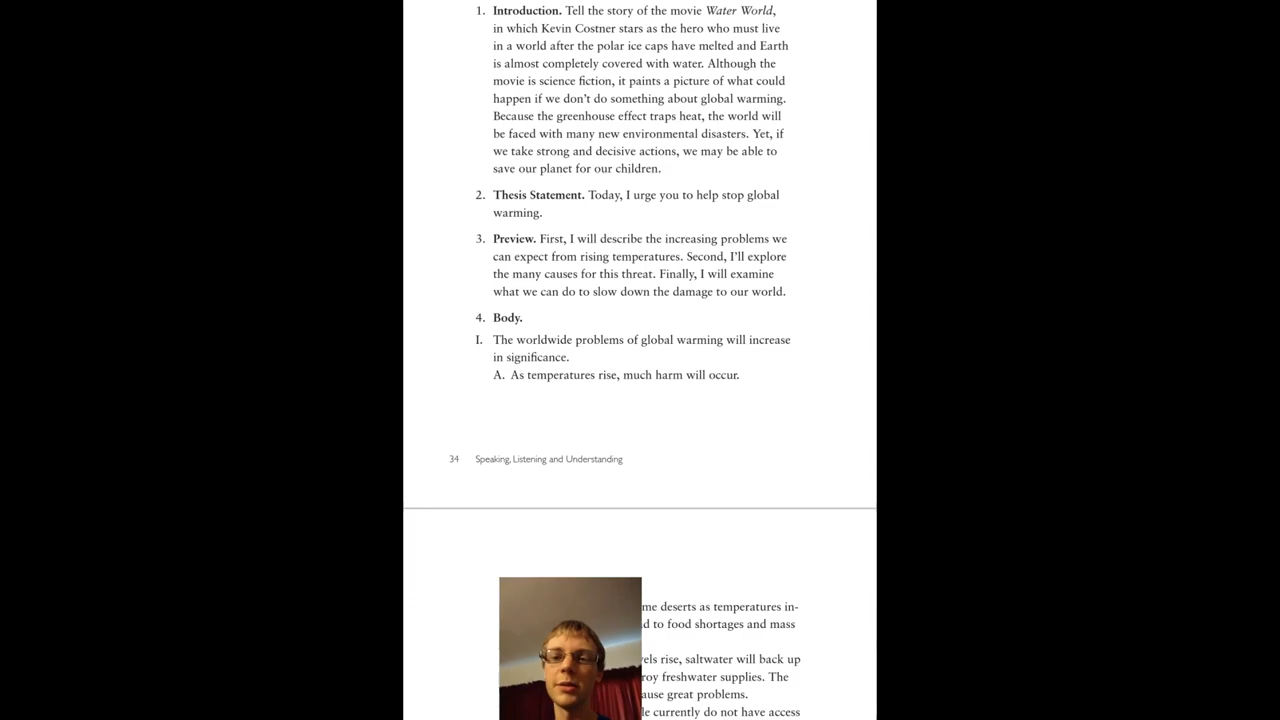 1. Introduction. Tell the story of the movie Water World,
in which Kevin Costner stars as the hero who must live
in a world after the polar ice caps have melted and Earth
is almost completely covered with water. Although the
movie is science fiction, it paints a picture of what could
happen if we don't do something about global warming.
Because the greenhouse effect traps heat, the world will
be faced with many new environmental disasters. Yet, if
we take strong and decisive actions, we may be able to
save our planet for our children.
2. Thesis Statement. Today, I urge you to help stop global
warming.
3. Preview. First, I will describe the increasing problems we
can expect from rising temperatures. Second, I'll explore
the many causes for this threat. Finally, I will examine
what we can do to slow down the damage to our world.
4. Body.
I. The worldwide problems of global warming will increase
in significance.
A. As temperatures rise, much harm will occur.
34 Speaking, Listening and Understanding
deserts as temperatures in-
to food shortages and mass
rise, saltwater will back up
freshwater supplies. The
great problems.
currently do not have access